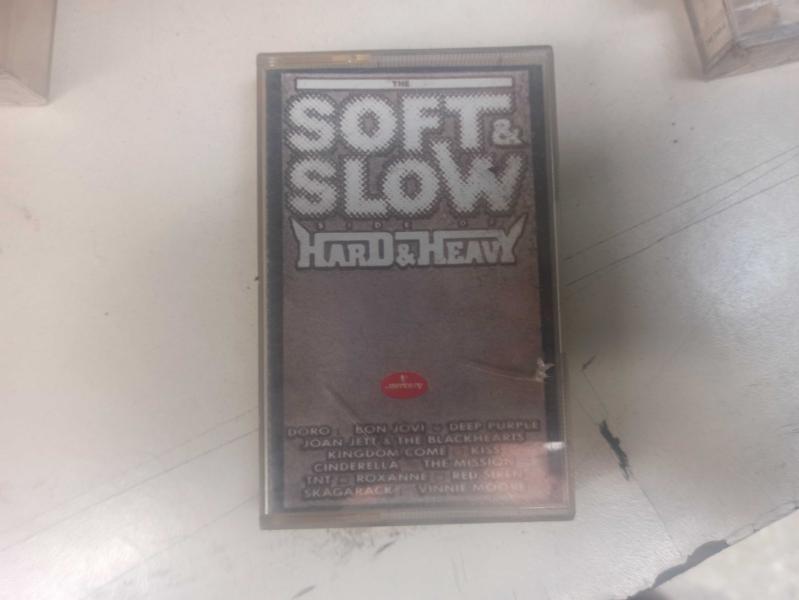 THE
SOFT &
SLOW
SIDE OF
HARD & HEAVY
mercury
DORO BON JOVI - DEEP PURPLE
JOAN JETT & THE BLACKHEARTS
KINGDOM COME KISS
CINDERELLA THE MISSION
TNT - ROXANNE - RED SIREN
SKAGARACK VINNIE MOORE